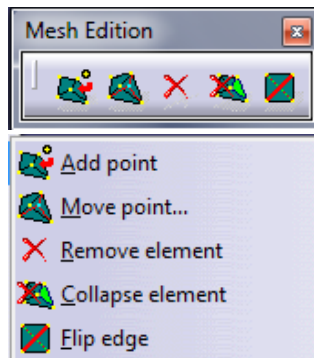 Mesh Edition
Add point
Move point...
Remove element
Collapse element
Flip edge